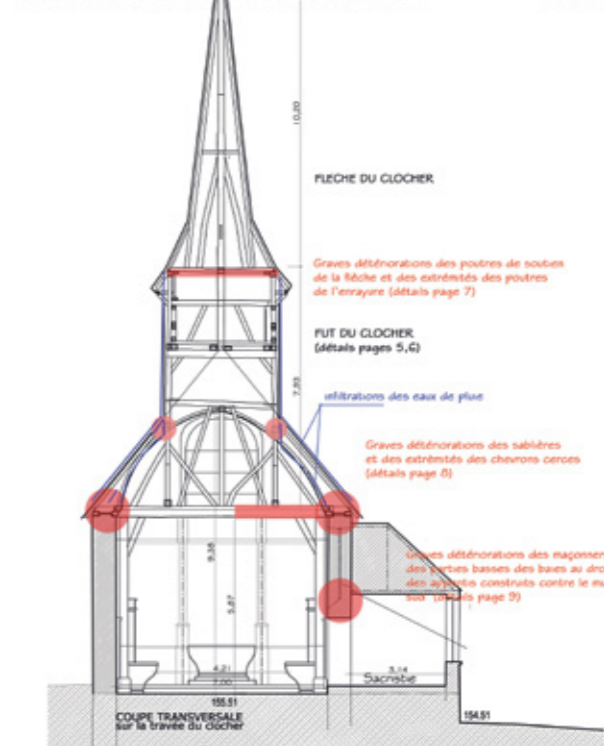 10,20
FLECHE DU CLOCHER
Graves détériorations des poutres de soutien
de la flèche et des extrémités des poutres
de l'enrayure (détails page 7)
FUT DU CLOCHER
(détails pages 5,6)
7,93
infiltrations des eaux de pluie
Graves détériorations des sablières
et des extrémités des chevrons cerces
(détails page 8)
Graves détériorations des maçonner
des parties basses des baies au dro
des appentis construits contre le mu
sud (détails page 9)
9,38
5,87
4,21
7,00
5,14
Sacristie
155.51
154.51
COUPE TRANSVERSALE
sur la travée du clocher